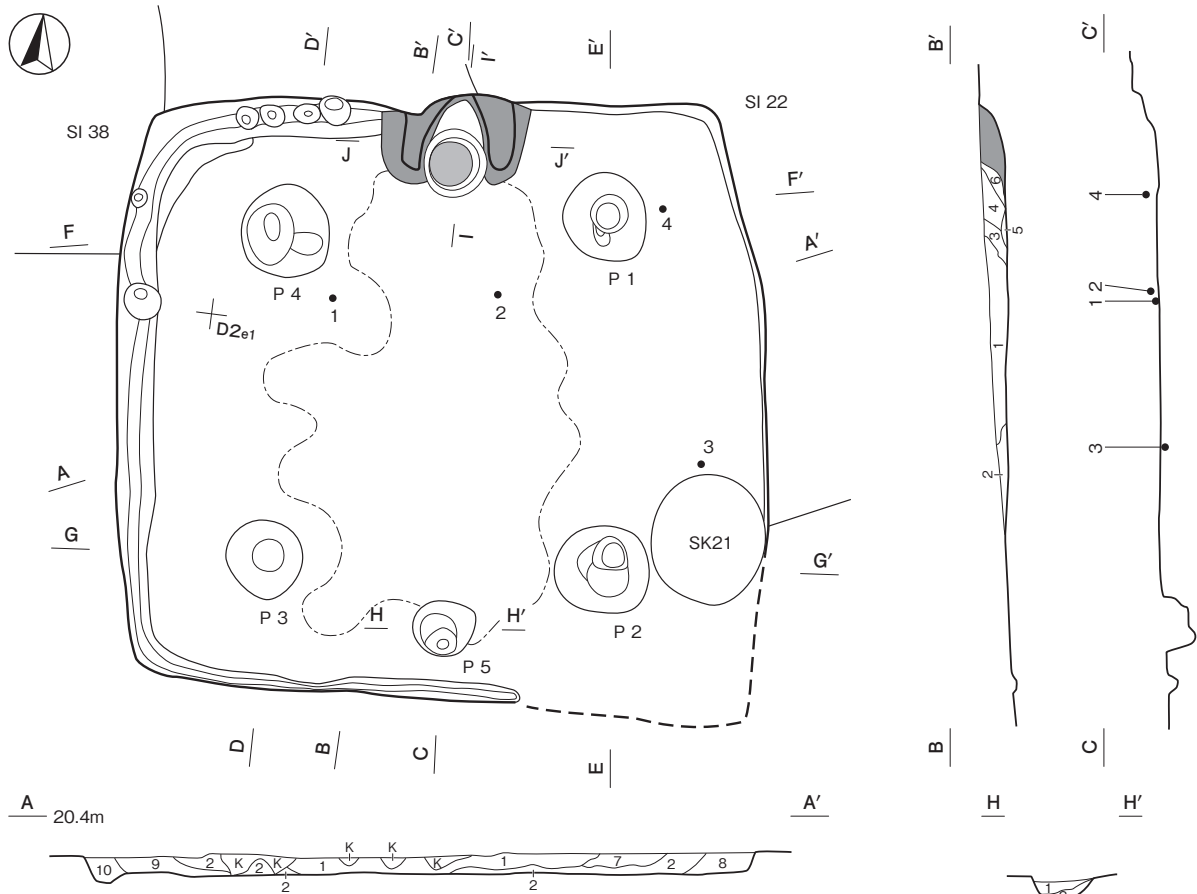 D′ B′ C′ I′ E′ B′ C′
SI 38
SI 22
J J′
F F′
A′
I
P 4
P 1
4
1
2
D2e1
3
A
G
SK21
G′
P 3
H H′
P 2
P 5
D B C E B C
6
4
3
5
1
2
4
2
1
3
A 20.4m A′
H H′
K K
10 9 2 K 2 K 1 K 1 7 2 8
2 2
1